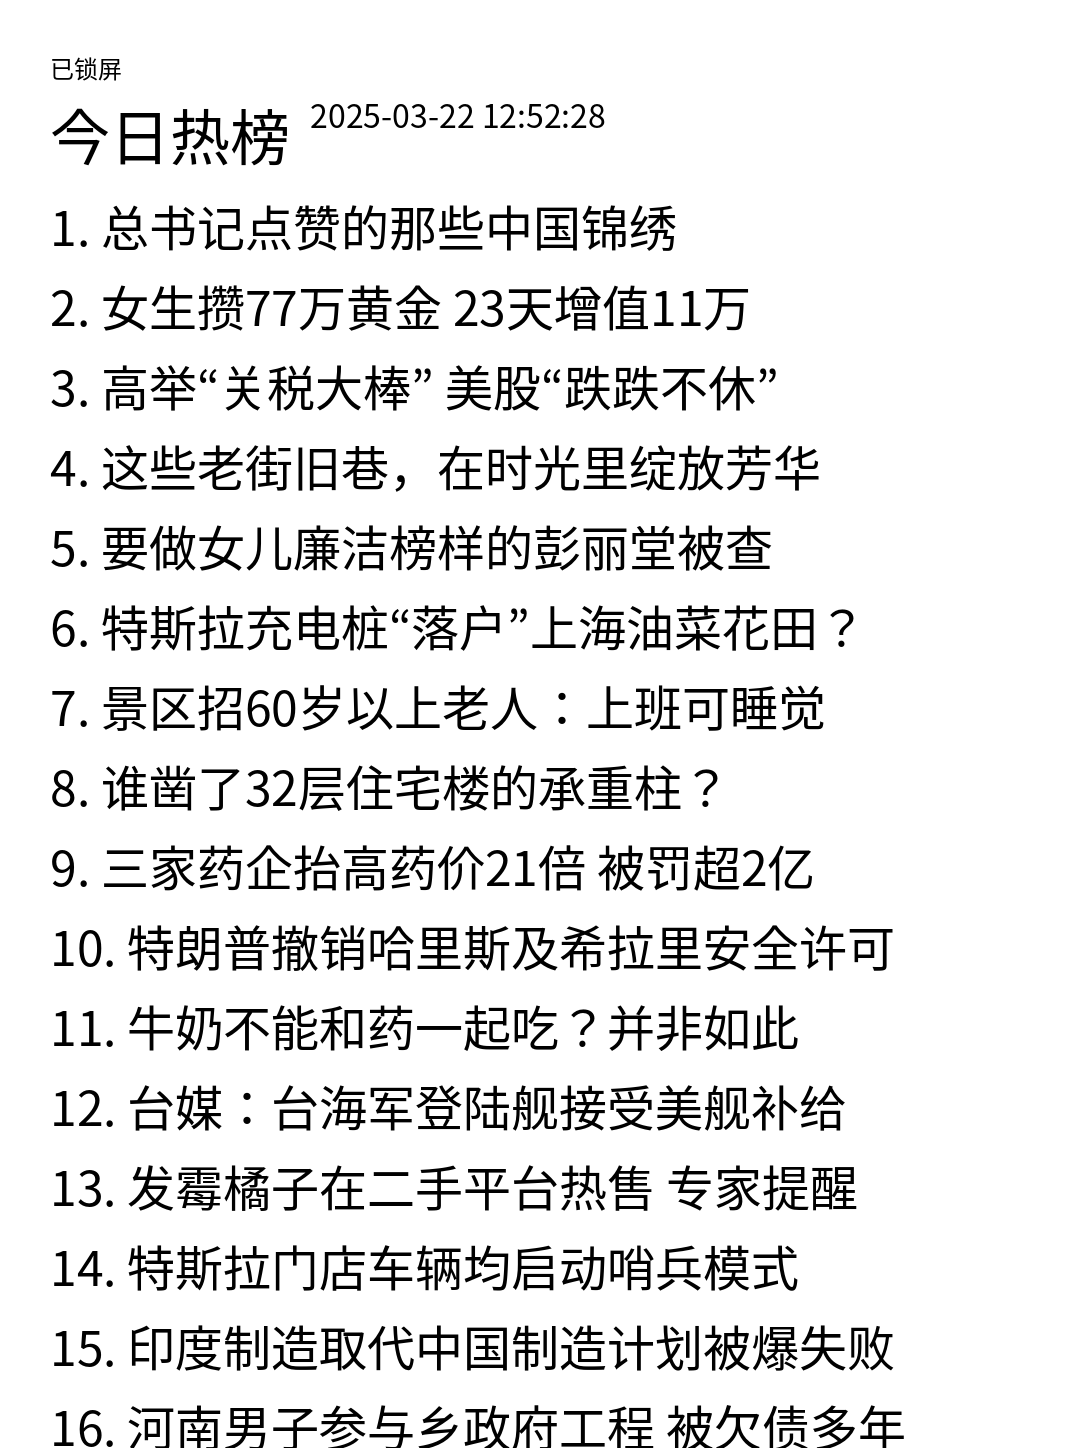 已锁屏
今日热榜 2025-03-22 12:52:28
1. 总书记点赞的那些中国锦绣
2. 女生攒77万黄金 23天增值11万
3. 高举“关税大棒” 美股“跌跌不休”
4. 这些老街旧巷，在时光里绽放芳华
5. 要做女儿廉洁榜样的彭丽堂被查
6. 特斯拉充电桩“落户”上海油菜花田？
7. 景区招60岁以上老人：上班可睡觉
8. 谁凿了32层住宅楼的承重柱？
9. 三家药企抬高药价21倍 被罚超2亿
10. 特朗普撤销哈里斯及希拉里安全许可
11. 牛奶不能和药一起吃？并非如此
12. 台媒：台海军登陆舰接受美舰补给
13. 发霉橘子在二手平台热售 专家提醒
14. 特斯拉门店车辆均启动哨兵模式
15. 印度制造取代中国制造计划被爆失败
16. 河南男子参与乡政府工程 被欠债多年